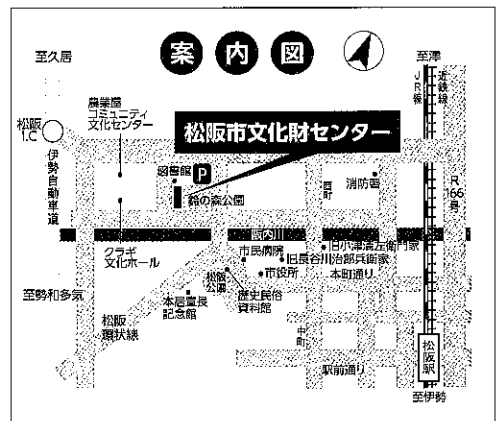 案内図
至久居
至津
JR線
近鉄線
農業屋
コミュニティ
文化センター
松阪
I.C
松阪市文化財センター
図書館
P
鈴の森公園
西町
消防署
R
166
号
伊勢自動車道
阪内川
クラギ
文化ホール
市民病院
旧小津清左衛門家
旧長谷川治郎兵衛家
市役所
本町通り
松阪
公園
至勢和多気
本居宣長
記念館
歴史民俗
資料館
松阪
環状線
中町
松阪駅
駅前通り
至伊勢